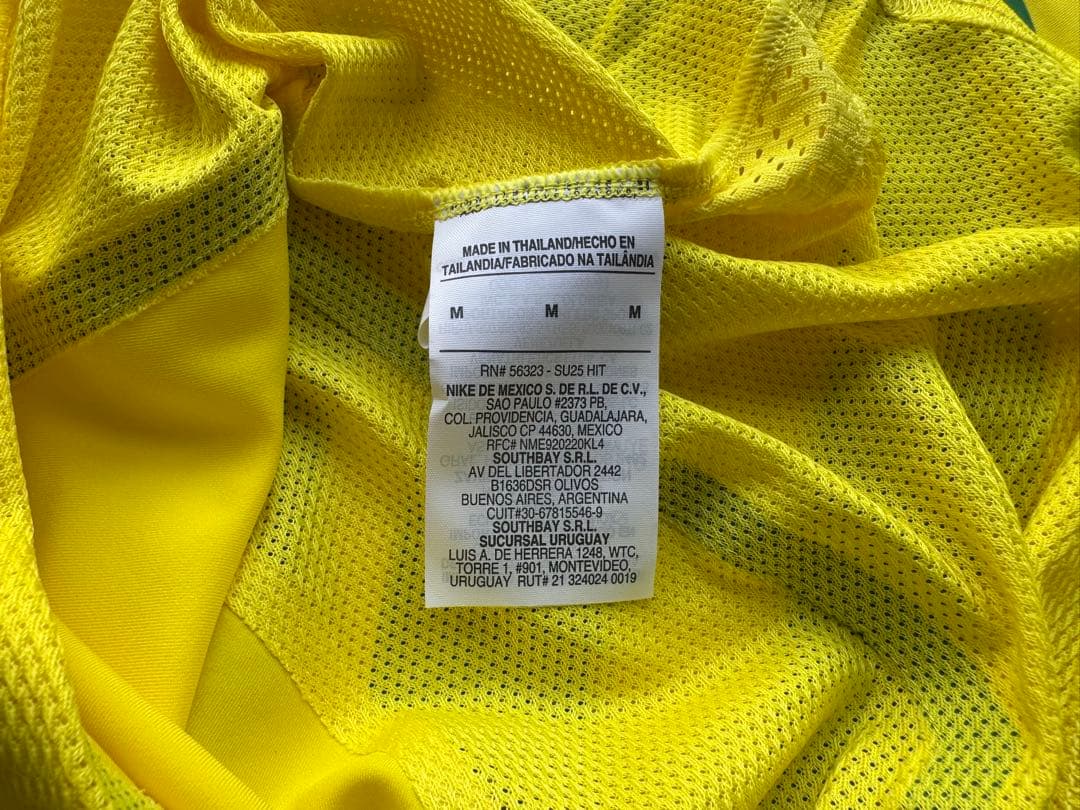 MADE IN THAILAND/HECHO EN
TAILANDIA/FABRICADO NA TAILÂNDIA
M M M
RN# 56323 - SU25 HIT
NIKE DE MEXICO S. DE R.L. DE C.V.,
SAO PAULO #2373 PB,
COL. PROVIDENCIA, GUADALAJARA,
JALISCO CP 44630, MEXICO
RFC# NME920220KL4
SOUTHBAY S.R.L.
AV DEL LIBERTADOR 2442
B1636DSR OLIVOS
BUENOS AIRES, ARGENTINA
CUIT#30-67815546-9
SOUTHBAY S.R.L.
SUCURSAL URUGUAY
LUIS A. DE HERRERA 1248, WTC,
TORRE 1, #901, MONTEVIDEO,
URUGUAY RUT# 21 324024 0019